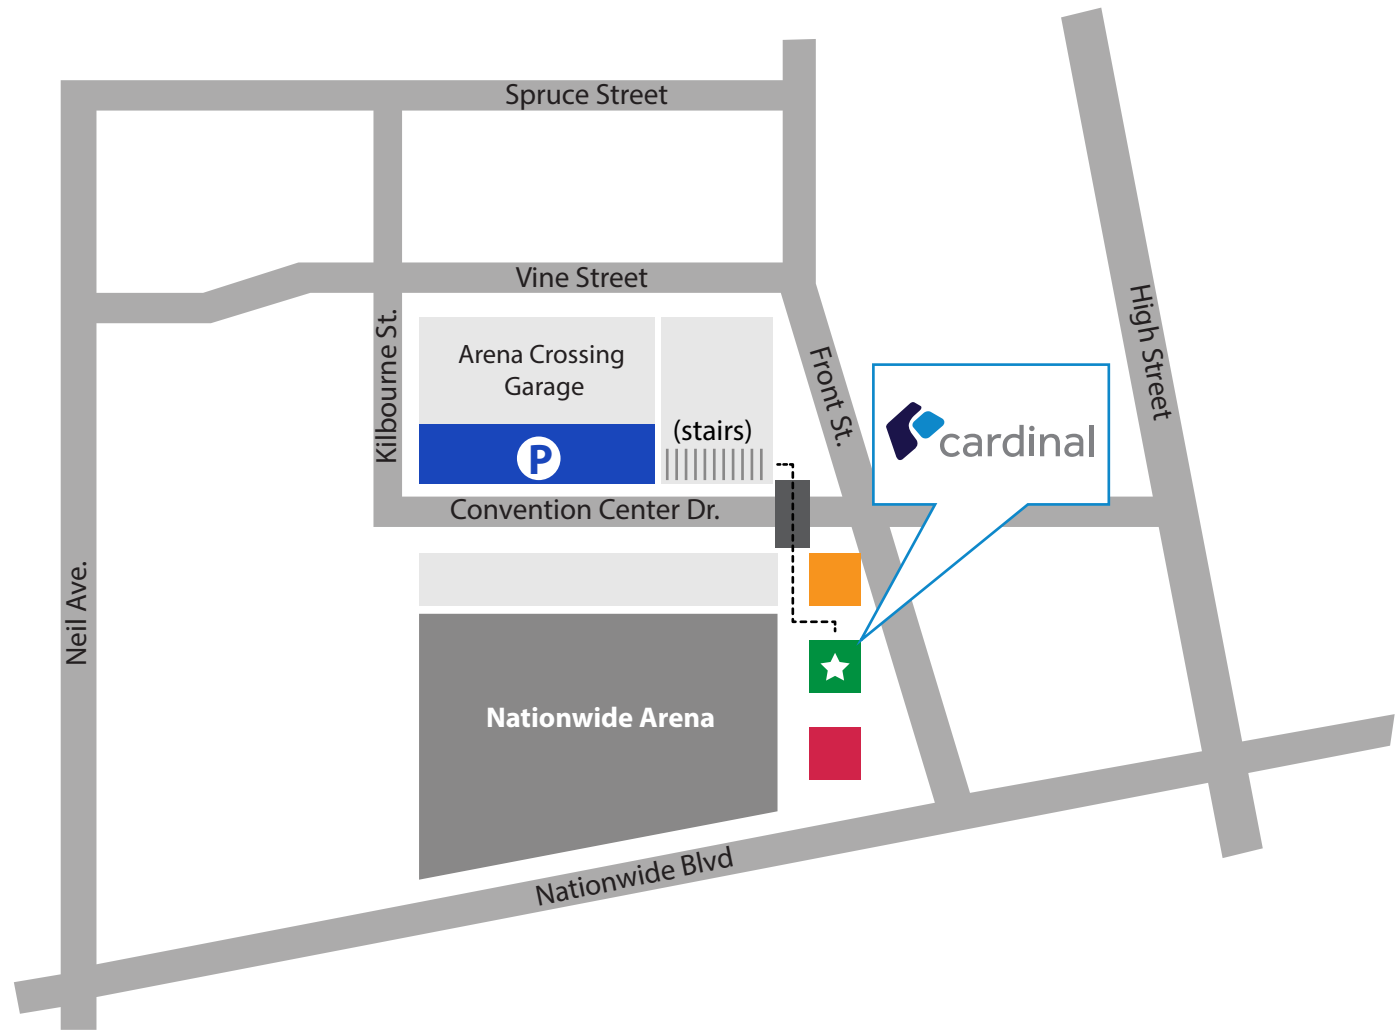 Spruce Street
Vine Street
High Street
Kilbourne St.
Arena Crossing
Garage
Front St.
(stairs)
cardinal
P
Convention Center Dr.
Neil Ave.
Nationwide Arena
Nationwide Blvd